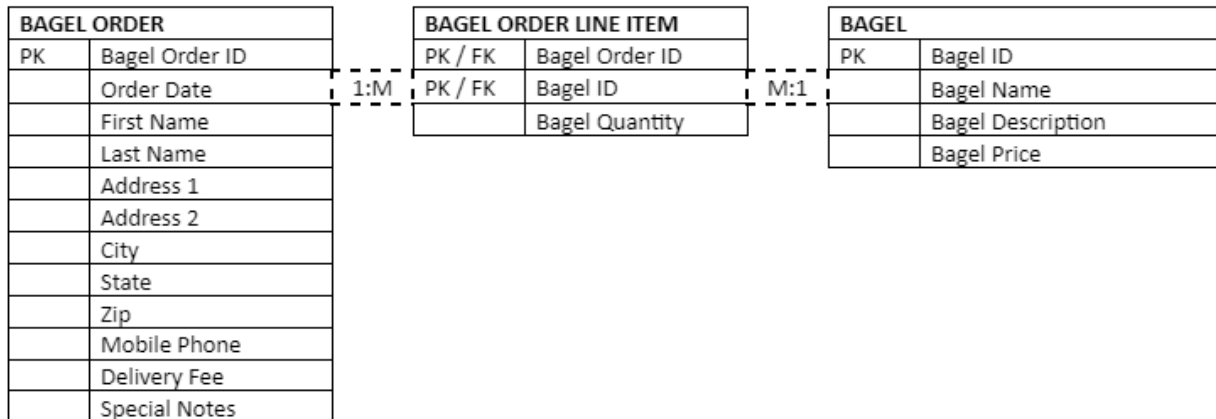 BAGEL ORDER
PK Bagel Order ID
Order Date
First Name
Last Name
Address 1
Address 2
City
State
Zip
Mobile Phone
Delivery Fee
Special Notes
1:M
BAGEL ORDER LINE ITEM
PK / FK Bagel Order ID
PK / FK Bagel ID
Bagel Quantity
M:1
BAGEL
PK Bagel ID
Bagel Name
Bagel Description
Bagel Price